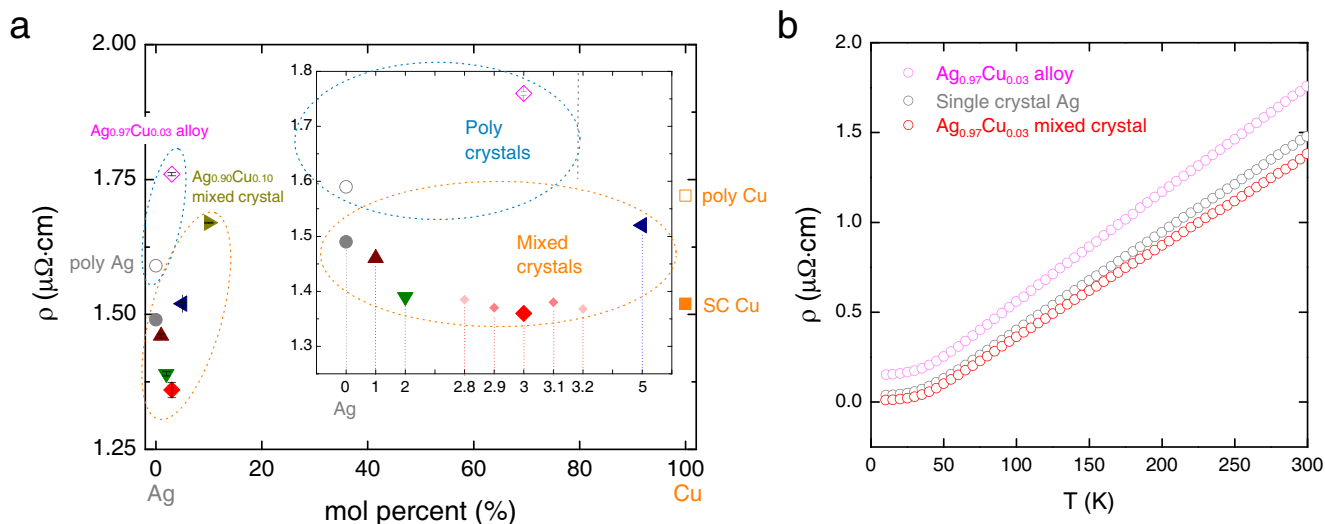 a
ρ (μΩ·cm)
2.00
1.75
1.50
1.25
Ag0.97Cu0.03 alloy
Ag0.90Cu0.10
mixed crystal
poly Ag
1.8
1.7
1.6
1.5
1.4
1.3
Poly
crystals
Mixed
crystals
0 1 2 2.8 2.9 3 3.1 3.2 5
Ag
poly Cu
SC Cu
0 20 40 60 80 100
Ag
Cu
mol percent (%)
b
ρ (μΩ·cm)
2.0
1.5
1.0
0.5
0.0
Ag0.97Cu0.03 alloy
Single crystal Ag
Ag0.97Cu0.03 mixed crystal
0 50 100 150 200 250 300
T (K)